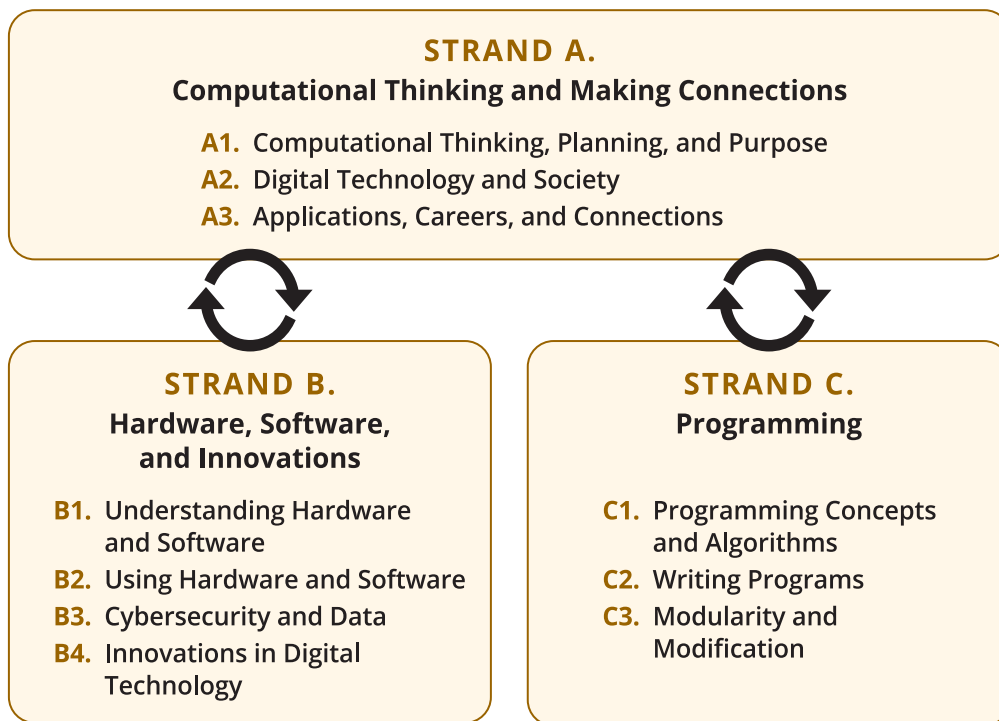 STRAND A.
Computational Thinking and Making Connections
A1. Computational Thinking, Planning, and Purpose
A2. Digital Technology and Society
A3. Applications, Careers, and Connections
STRAND B.
Hardware, Software,
and Innovations
B1. Understanding Hardware
and Software
B2. Using Hardware and Software
B3. Cybersecurity and Data
B4. Innovations in Digital
Technology
STRAND C.
Programming
C1. Programming Concepts
and Algorithms
C2. Writing Programs
C3. Modularity and
Modification